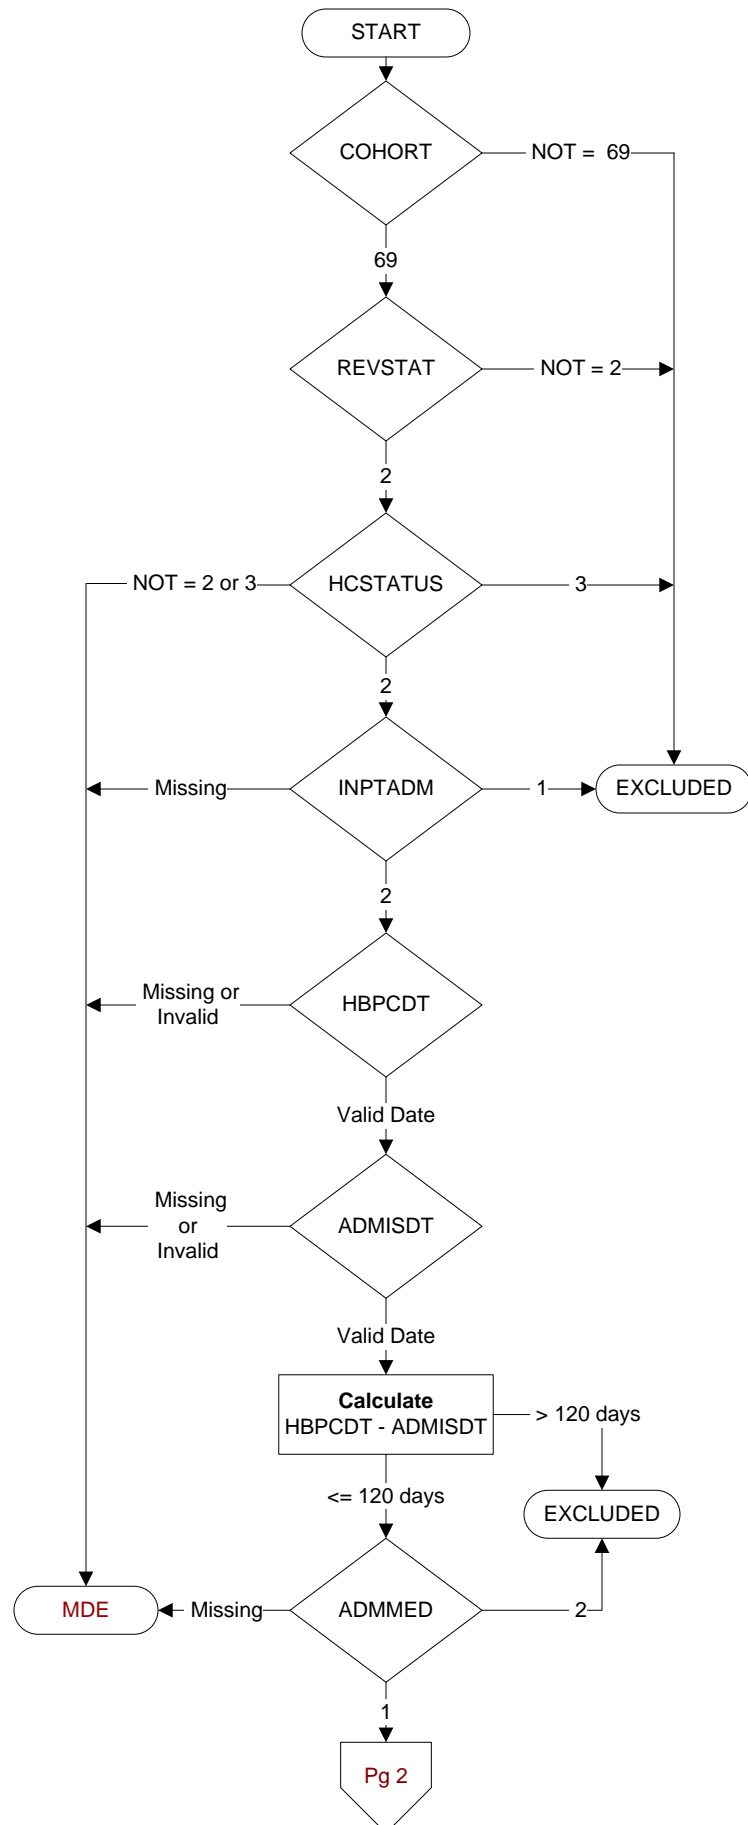 START
COHORT
NOT = 69
69
REVSTAT
NOT = 2
2
NOT = 2 or 3
HCSTATUS
3
2
Missing
INPTADM
1
EXCLUDED
2
Missing or
Invalid
HBPCDT
Valid Date
Missing
or
Invalid
ADMISDT
Valid Date
Calculate
HBPCDT - ADMISDT
> 120 days
<= 120 days
EXCLUDED
MDE
Missing
ADMMED
2
1
Pg 2